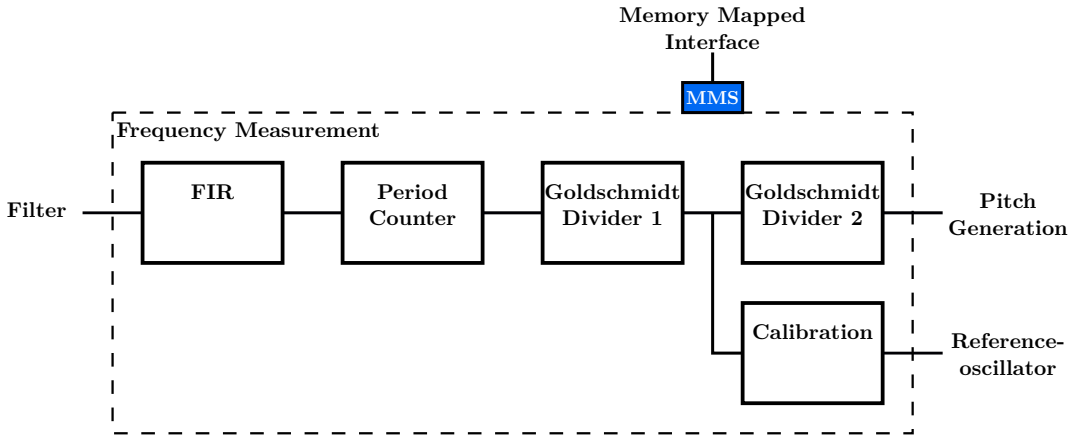 Memory Mapped
Interface
MMS
Frequency Measurement
Filter
FIR
Period
Counter
Goldschmidt
Divider 1
Goldschmidt
Divider 2
Pitch
Generation
Calibration
Reference-
oscillator